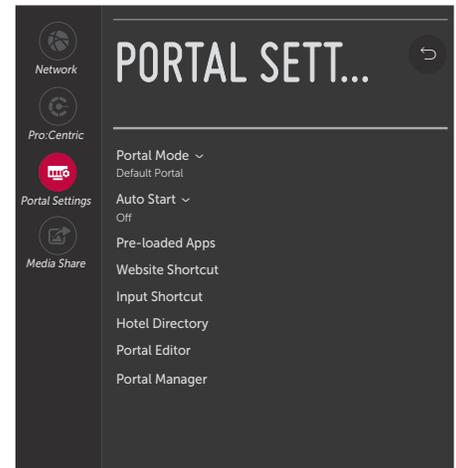 Network
Pro:Centric
Portal Settings
Media Share
PORTAL SETT...
Portal Mode
Default Portal
Auto Start
Off
Pre-loaded Apps
Website Shortcut
Input Shortcut
Hotel Directory
Portal Editor
Portal Manager